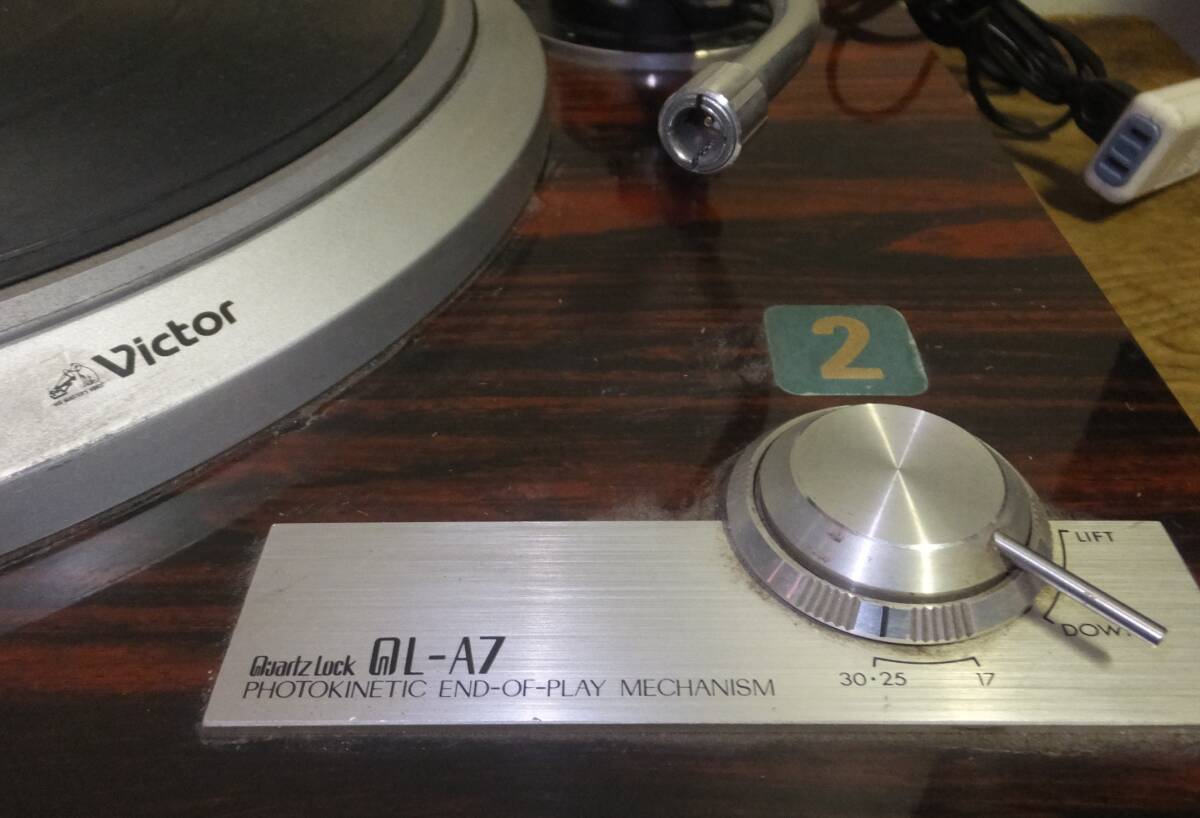 Victor
2
LIFT
DOWN
Quartz Lock QL-A7
PHOTOKINETIC END-OF-PLAY MECHANISM
30·25 17